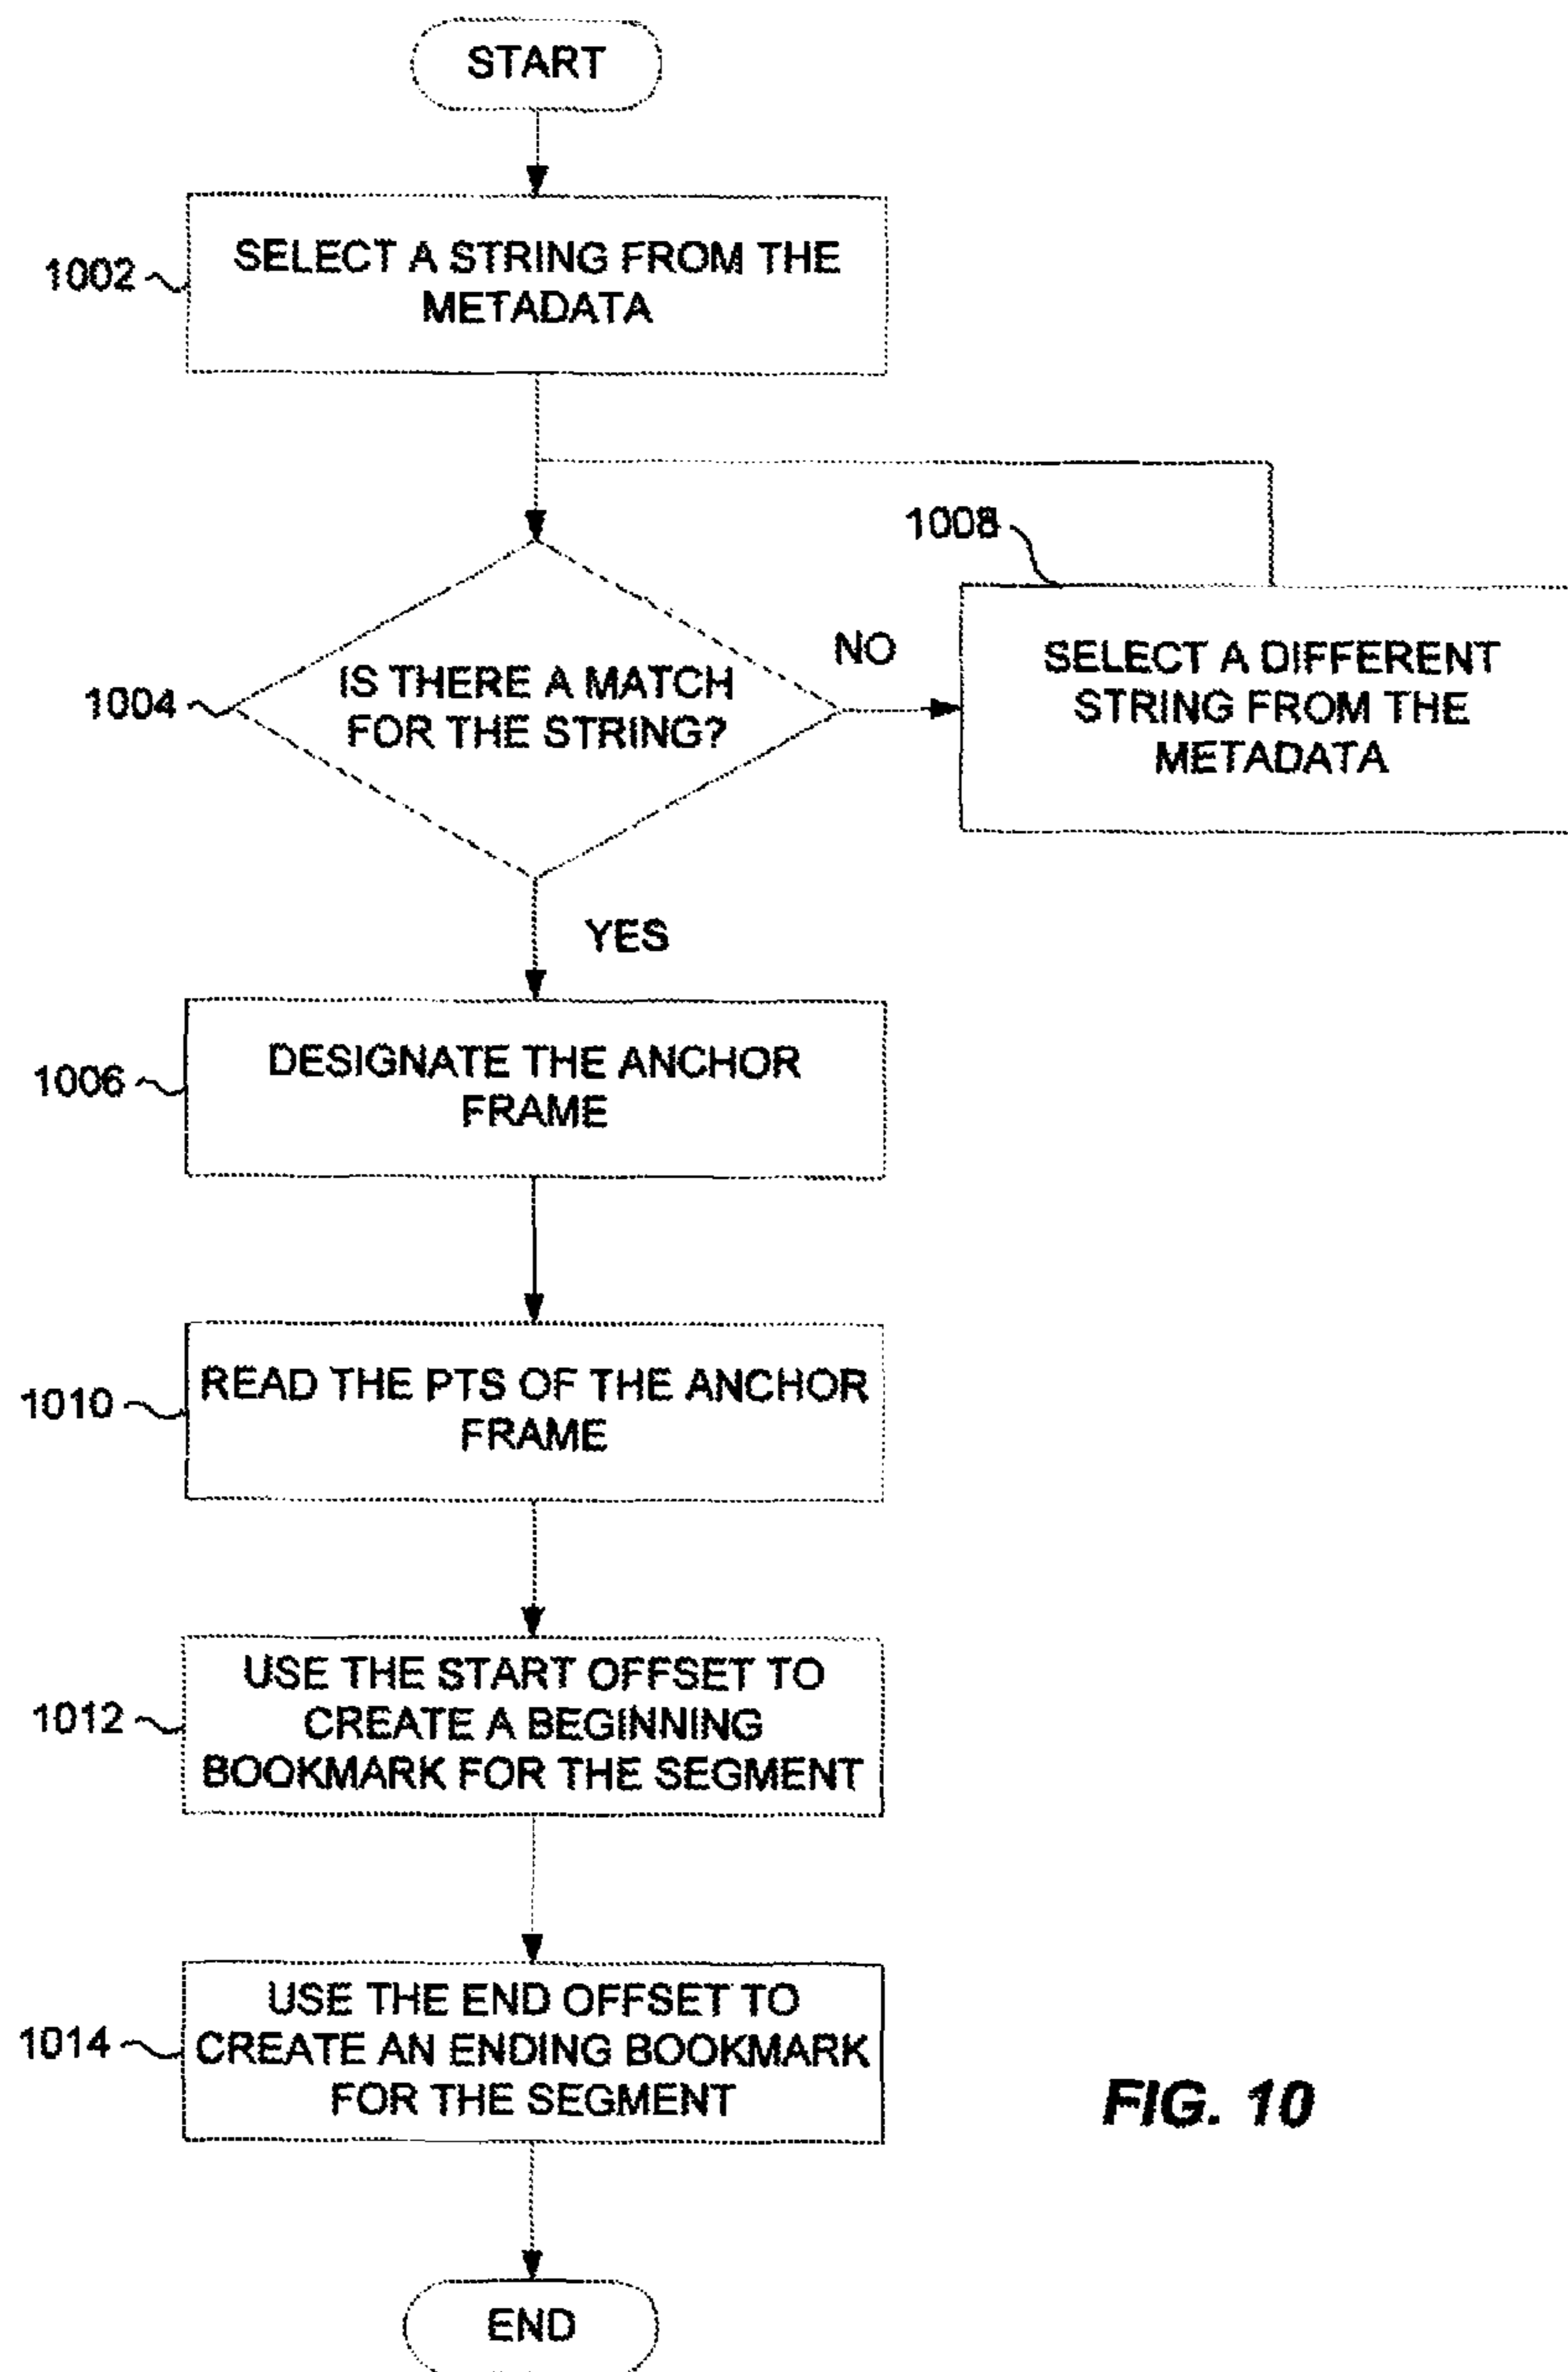 START
1002
SELECT A STRING FROM THE
METADATA
1004
IS THERE A MATCH
FOR THE STRING?
NO
1008
SELECT A DIFFERENT
STRING FROM THE
METADATA
YES
1006
DESIGNATE THE ANCHOR
FRAME
1010
READ THE PTS OF THE ANCHOR
FRAME
1012
USE THE START OFFSET TO
CREATE A BEGINNING
BOOKMARK FOR THE SEGMENT
1014
USE THE END OFFSET TO
CREATE AN ENDING BOOKMARK
FOR THE SEGMENT
FIG. 10
END